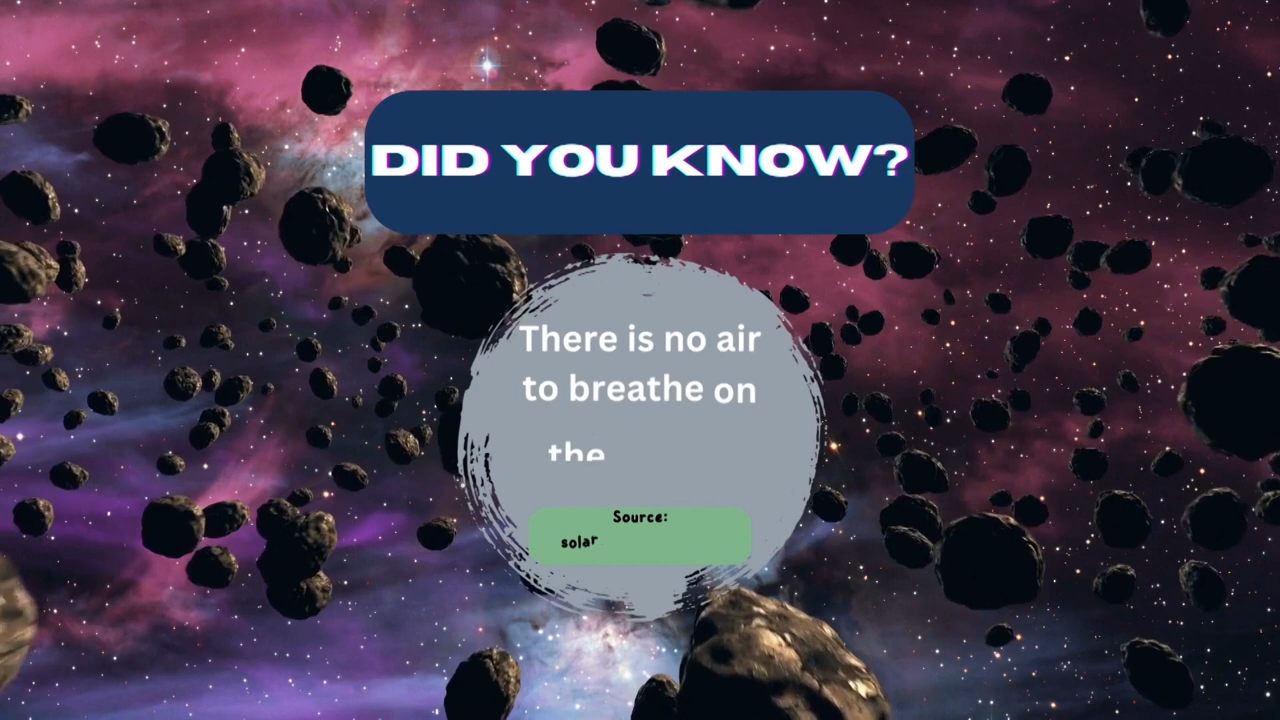 DID YOU KNOW?
There is no air
to breathe on
the
Source:
solar